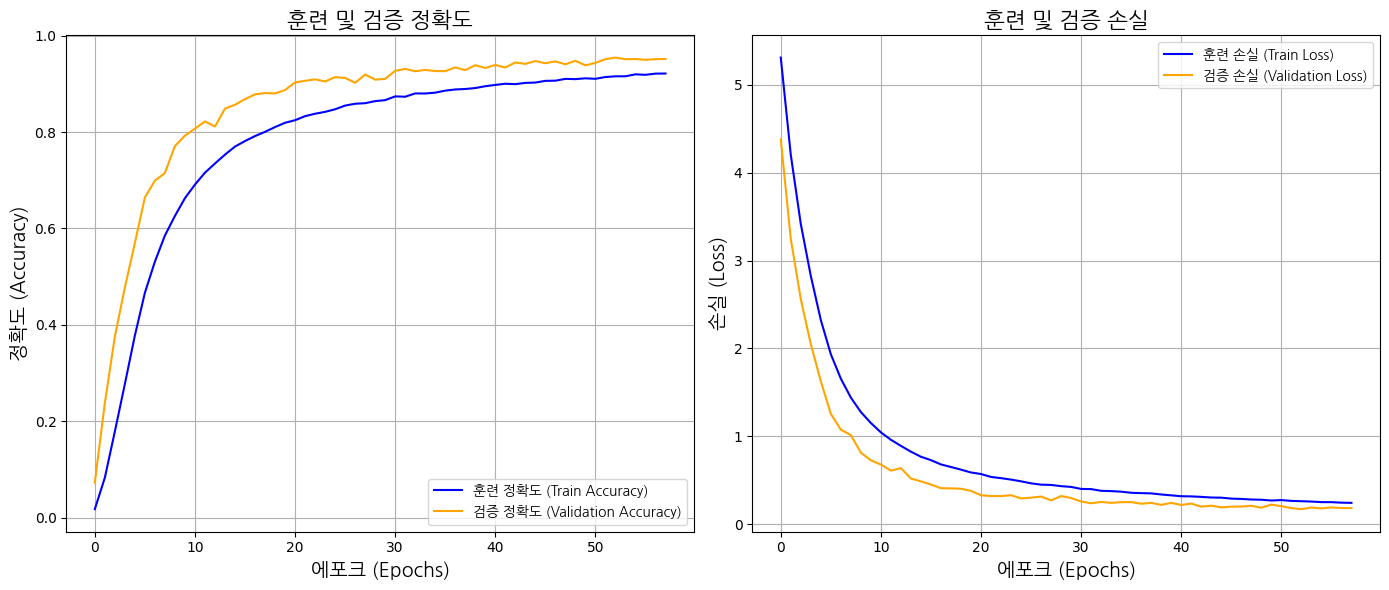 훈련 및 검증 정확도
정확도 (Accuracy)
1.0
0.8
0.6
0.4
0.2
0.0
훈련 정확도 (Train Accuracy)
검증 정확도 (Validation Accuracy)
0 10 20 30 40 50
에포크 (Epochs)
훈련 및 검증 손실
손실 (Loss)
훈련 손실 (Train Loss)
검증 손실 (Validation Loss)
5
4
3
2
1
0
0 10 20 30 40 50
에포크 (Epochs)